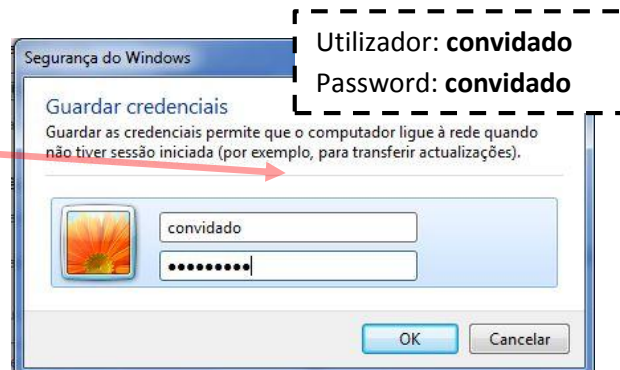 Utilizador: convidado
Password: convidado
Segurança do Windows
Guardar credenciais
Guardar as credenciais permite que o computador ligue à rede quando
não tiver sessão iniciada (por exemplo, para transferir actualizações).
convidado
•••••••••
OK
Cancelar